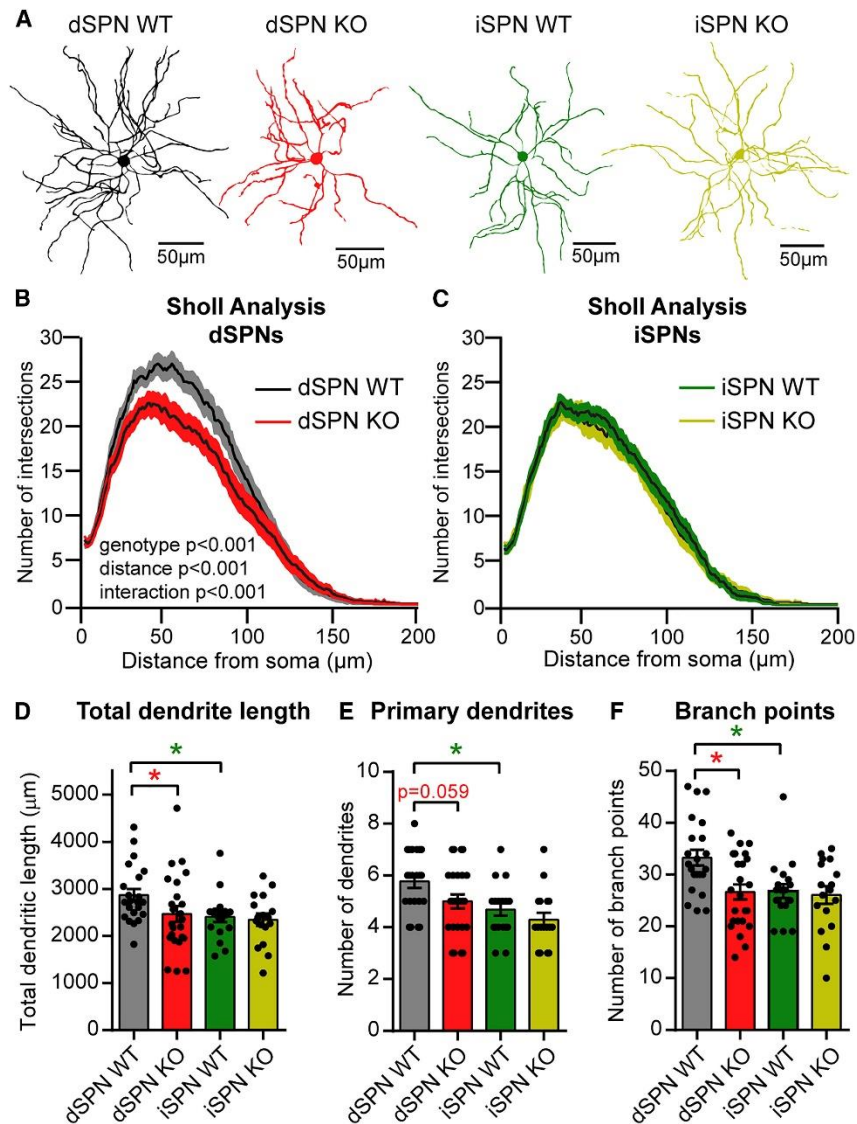 A
dSPN WT
dSPN KO
iSPN WT
iSPN KO
50μm
50μm
50μm
50μm
B
Sholl Analysis
dSPNs
30
25
20
15
10
5
0
Number of intersections
dSPN WT
dSPN KO
genotype p<0.001
distance p<0.001
interaction p<0.001
0
50
100
150
200
Distance from soma (μm)
C
Sholl Analysis
iSPNs
30
25
20
15
10
5
0
Number of intersections
iSPN WT
iSPN KO
0
50
100
150
200
Distance from soma (μm)
D Total dendrite length
*
*
5000
4000
3000
2000
1000
0
Total dendritic length (μm)
dSPN WT
dSPN KO
iSPN WT
iSPN KO
E Primary dendrites
*
p=0.059
10
8
6
4
2
0
Number of dendrites
dSPN WT
dSPN KO
iSPN WT
iSPN KO
F Branch points
*
*
50
40
30
20
10
0
Number of branch points
dSPN WT
dSPN KO
iSPN WT
iSPN KO